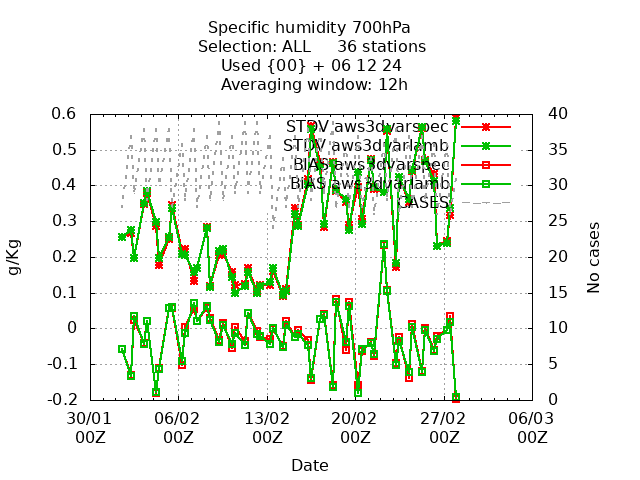 Specific humidity 700hPa
Selection: ALL 36 stations
Used {00} + 06 12 24
Averaging window: 12h
0.6
0.5
0.4
0.3
0.2
0.1
0
-0.1
-0.2
g/Kg
STDV aws3dvarspec
STDV aws3dvarlamb
BIAS aws3dvarspec
BIAS aws3dvarlamb
CASES
40
35
30
25
20
15
10
5
0
No cases
30/01 06/02 13/02 20/02 27/02 06/03
00Z 00Z 00Z 00Z 00Z 00Z
Date